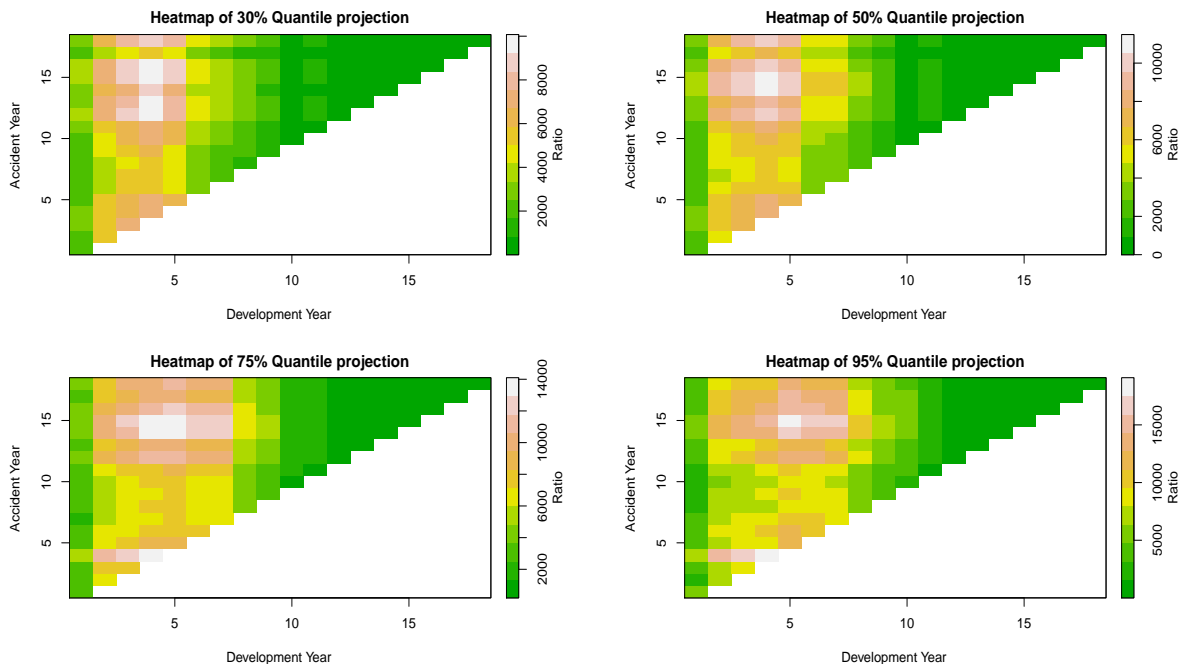 Heatmap of 30% Quantile projection
Accident Year
5
10
15
5
10
15
Development Year
2000
4000
6000
8000
Ratio
Heatmap of 50% Quantile projection
Accident Year
5
10
15
5
10
15
Development Year
0
2000
6000
10000
Ratio
Heatmap of 75% Quantile projection
Accident Year
5
10
15
5
10
15
Development Year
2000
6000
10000
14000
Ratio
Heatmap of 95% Quantile projection
Accident Year
5
10
15
5
10
15
Development Year
5000
10000
15000
Ratio